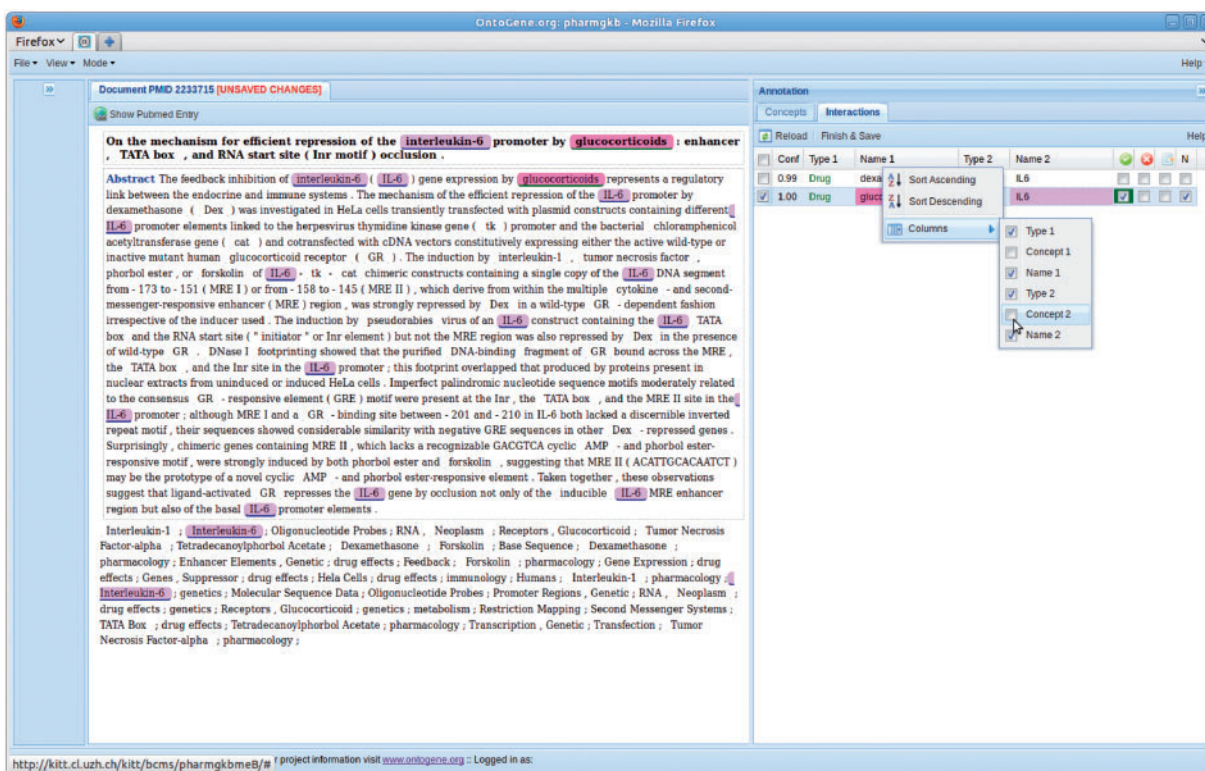 OntoGene.org: pharmgkb - Mozilla Firefox
Firefox
File View Mode Help
Document PMID 2233715 [UNSAVED CHANGES]
Show Pubmed Entry
On the mechanism for efficient repression of the interleukin-6 promoter by glucocorticoids : enhancer
, TATA box , and RNA start site ( Inr motif ) occlusion .
Abstract The feedback inhibition of interleukin-6 ( IL-6 ) gene expression by glucocorticoids represents a regulatory
link between the endocrine and immune systems . The mechanism of the efficient repression of the IL-6 promoter by
dexamethasone ( Dex ) was investigated in HeLa cells transiently transfected with plasmid constructs containing different
IL-6 promoter elements linked to the herpesvirus thymidine kinase gene ( tk ) promoter and the bacterial chloramphenicol
acetyltransferase gene ( cat ) and cotransfected with cDNA vectors constitutively expressing either the active wild-type or
inactive mutant human glucocorticoid receptor ( GR ) . The induction by interleukin-1 , tumor necrosis factor ,
phorbol ester , or forskolin of IL-6 - tk - cat chimeric constructs containing a single copy of the IL-6 DNA segment
from - 173 to - 151 ( MRE I ) or from - 158 to - 145 ( MRE II ) , which derive from within the multiple cytokine - and second-
messenger-responsive enhancer ( MRE ) region , was strongly repressed by Dex in a wild-type GR - dependent fashion
irrespective of the inducer used . The induction by pseudorabies virus of an IL-6 construct containing the IL-6 TATA
box and the RNA start site ( " initiator " or Inr element ) but not the MRE region was also repressed by Dex in the presence
of wild-type GR . DNase I footprinting showed that the purified DNA-binding fragment of GR bound across the MRE ,
the TATA box , and the Inr site in the IL-6 promoter ; this footprint overlapped that produced by proteins present in
nuclear extracts from uninduced or induced HeLa cells . Imperfect palindromic nucleotide sequence motifs moderately related
to the consensus GR - responsive element ( GRE ) motif were present at the Inr , the TATA box , and the MRE II site in the
IL-6 promoter ; although MRE I and a GR - binding site between - 201 and - 210 in IL-6 both lacked a discernible inverted
repeat motif , their sequences showed considerable similarity with negative GRE sequences in other Dex - repressed genes .
Surprisingly , chimeric genes containing MRE II , which lacks a recognizable GACGTCA cyclic AMP - and phorbol ester-
responsive motif , were strongly induced by both phorbol ester and forskolin , suggesting that MRE II ( ACATTGCACAATCT )
may be the prototype of a novel cyclic AMP - and phorbol ester-responsive element . Taken together , these observations
suggest that ligand-activated GR represses the IL-6 gene by occlusion not only of the inducible IL-6 MRE enhancer
region but also of the basal IL-6 promoter elements .
Interleukin-1 ; Interleukin-6 ; Oligonucleotide Probes ; RNA , Neoplasm ; Receptors , Glucocorticoid ; Tumor Necrosis
Factor-alpha ; Tetradecanoylphorbol Acetate ; Dexamethasone ; Forskolin ; Base Sequence ; Dexamethasone ;
pharmacology ; Enhancer Elements , Genetic ; drug effects ; Feedback ; Forskolin ; pharmacology ; Gene Expression ; drug
effects ; Genes , Suppressor ; drug effects ; Hela Cells ; drug effects ; immunology ; Humans ; Interleukin-1 ; pharmacology ;
Interleukin-6 ; genetics ; Molecular Sequence Data ; Oligonucleotide Probes ; Promoter Regions , Genetic ; RNA , Neoplasm ;
drug effects ; genetics ; Receptors , Glucocorticoid ; genetics ; metabolism ; Restriction Mapping ; Second Messenger Systems ;
TATA Box ; drug effects ; Tetradecanoylphorbol Acetate ; pharmacology ; Transcription , Genetic ; Transfection ; Tumor
Necrosis Factor-alpha ; pharmacology ;
Annotation
Concepts Interactions
Reload Finish & Save Help
Conf Type 1 Name 1 Type 2 Name 2 N
0.99 Drug dexa IL6
1.00 Drug gluco IL6
Sort Ascending
Sort Descending
Columns
Type 1
Concept 1
Name 1
Type 2
Concept 2
Name 2
http://kitt.cl.uzh.ch/kitt/bcms/pharmgkbmeB/# project information visit www.ontogene.org :: Logged in as: